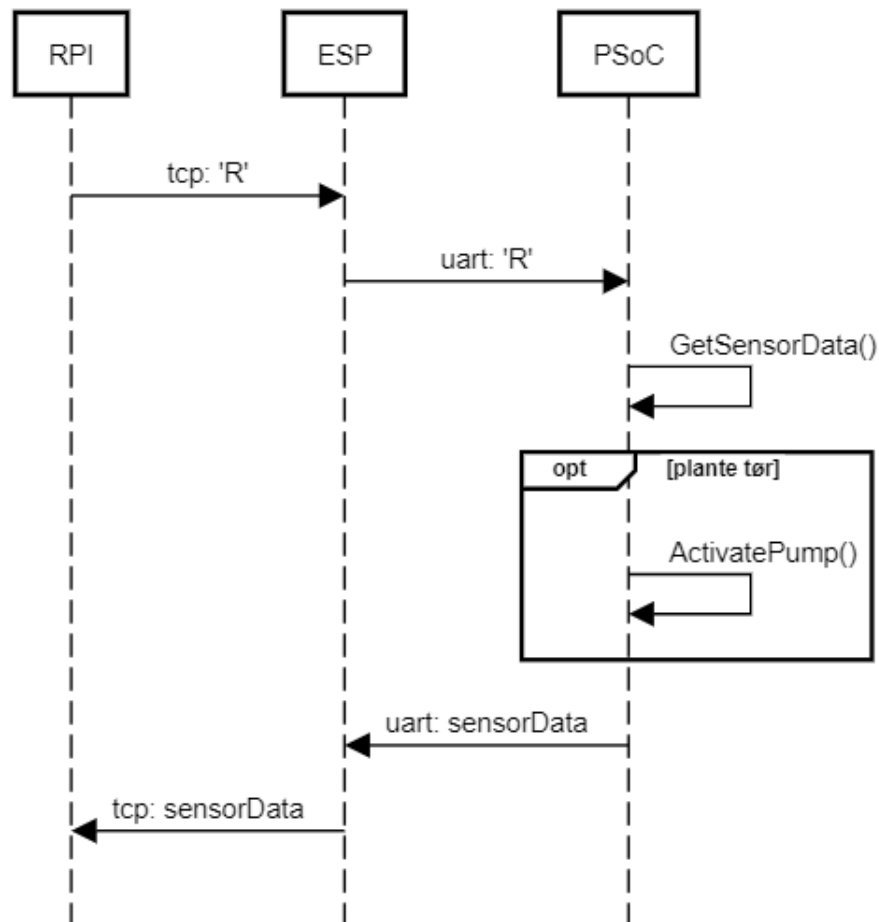 RPI
ESP
PSoC
tcp: 'R'
uart: 'R'
GetSensorData()
opt
[plante tør]
ActivatePump()
uart: sensorData
tcp: sensorData